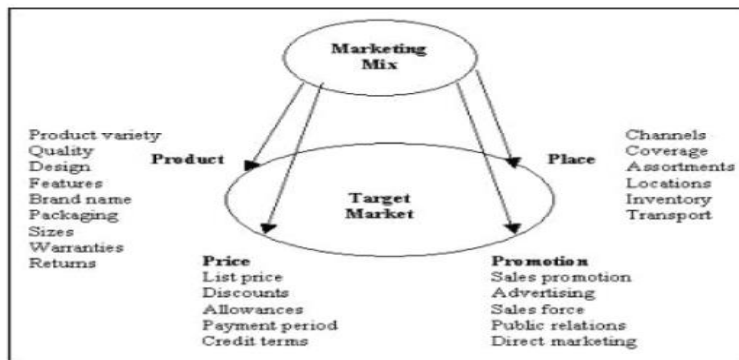 Marketing
Mix
Product variety
Quality
Design
Features
Brand name
Packaging
Sizes
Warranties
Returns
Product
Target
Market
Place
Channels
Coverage
Assortments
Locations
Inventory
Transport
Price
List price
Discounts
Allowances
Payment period
Credit terms
Promotion
Sales promotion
Advertising
Sales force
Public relations
Direct marketing